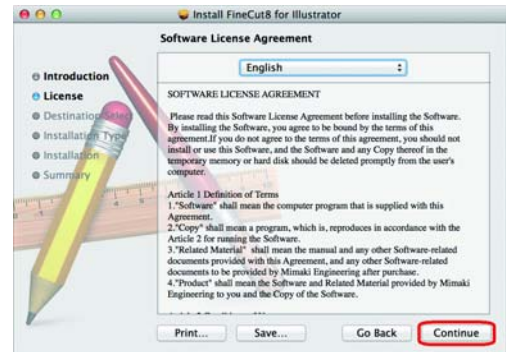 Install FineCut8 for Illustrator
Software License Agreement
Introduction
License
Destination Select
Installation Type
Installation
Summary
English
SOFTWARE LICENSE AGREEMENT
Please read this Software License Agreement before installing the Software.
By installing the Software, you agree to be bound by the terms of this
agreement.If you do not agree to the terms of this agreement, you should not
install or use this Software, and the Software and any Copy thereof in the
temporary memory or hard disk should be deleted promptly from the user's
computer.
Article 1 Definition of Terms
1."Software" shall mean the computer program that is supplied with this
Agreement.
2."Copy" shall mean a program, which is, reproduces in accordance with the
Article 2 for running the Software.
3."Related Material" shall mean the manual and any other Software-related
documents provided with this Agreement, and any other Software-related
documents to be provided by Mimaki Engineering after purchase.
4."Product" shall mean the Software and Related Material provided by Mimaki
Engineering to you and the Copy of the Software.
Print...
Save...
Go Back
Continue